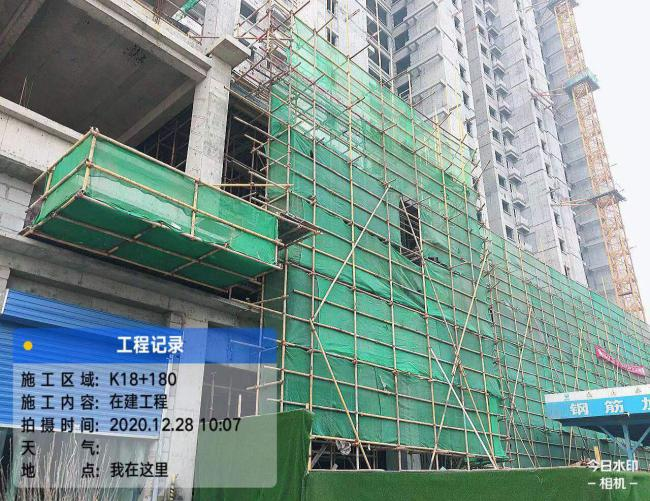 工程记录
施工区域: K18+180
施工内容: 在建工程
拍摄时间: 2020.12.28 10:07
天气:
地点: 我在这里
钢筋加
今日水印
-相机-